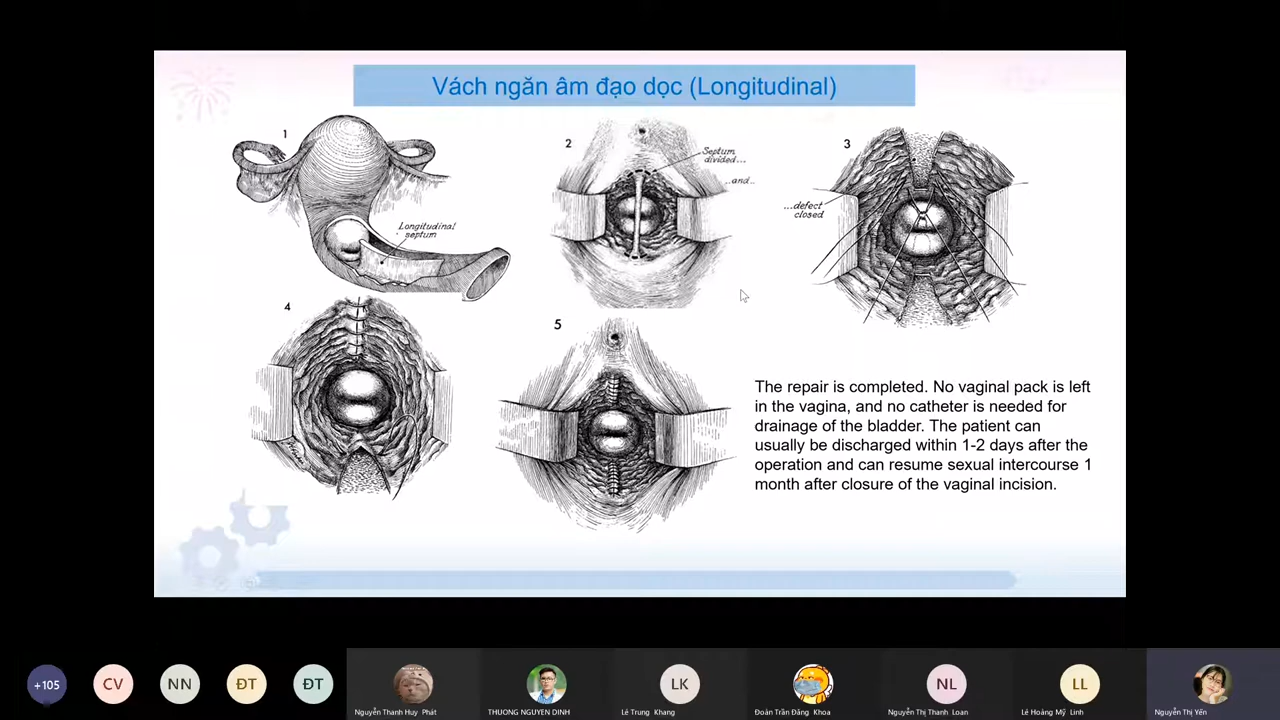 Vách ngăn âm đạo dọc (Longitudinal)
1
Longitudinal
septum
2
Septum
divided...
..and..
3
...defect
closed
4
5
The repair is completed. No vaginal pack is left
in the vagina, and no catheter is needed for
drainage of the bladder. The patient can
usually be discharged within 1-2 days after the
operation and can resume sexual intercourse 1
month after closure of the vaginal incision.
+105
CV
NN
ĐT
ĐT
Nguyễn Thanh Huy Phát
THUONG NGUYEN DINH
LK
Lê Trung Khang
Đoàn Trần Đăng Khoa
NL
Nguyễn Thị Thanh Loan
LL
Lê Hoàng Mỹ Linh
Nguyễn Thị Yến